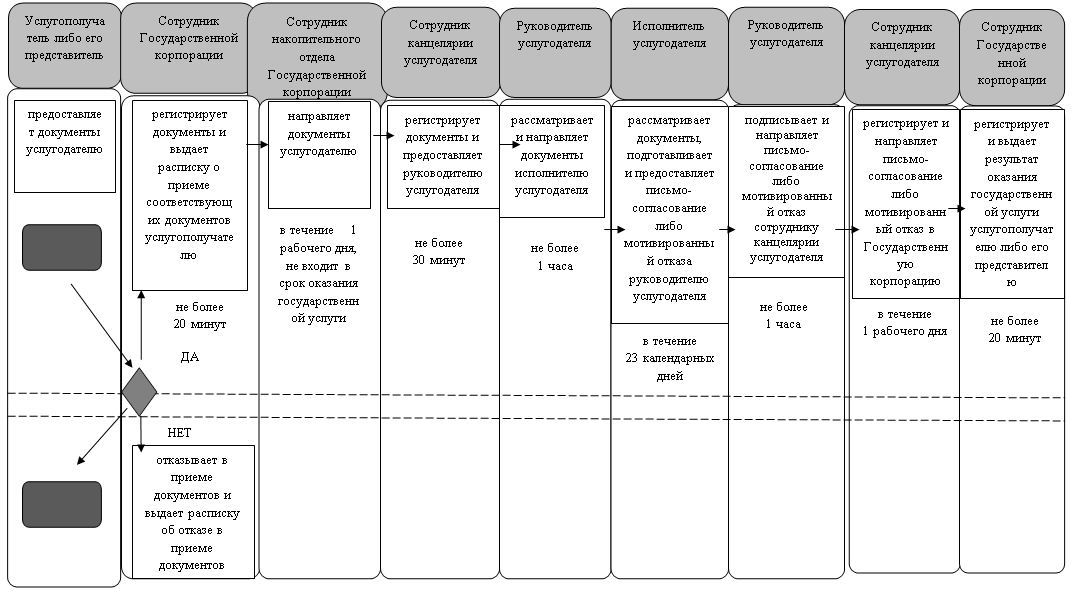 Услугополуча
тель либо его
представитель
Сотрудник
Государственной
корпорации
Сотрудник
накопительного
отдела
Государственной
корпорации
Сотрудник
канцелярии
услугодателя
Руководитель
услугодателя
Исполнитель
услугодателя
Руководитель
услугодателя
Сотрудник
канцелярии
услугодателя
Сотрудник
Государстве
нной
корпорации
предоставляе
т документы
услугодателю
регистрирует
документы и
выдает
расписку о
приеме
соответствующ
их документов
услугополучате
лю
не более
20 минут
ДА
НЕТ
отказывает в
приеме
документов и
выдает расписку
об отказе в
приеме
документов
направляет
документы
услугодателю
в течение 1
рабочего дня,
не входит в
срок оказания
государственн
ой услуги
регистрирует
документы и
предоставляет
руководителю
услугодателя
не более
30 минут
рассматривает
и направляет
документы
исполнителю
услугодателя
не более
1 часа
рассматривает
документы,
подготавливает
и предоставляет
письмо-
согласование
либо
мотивированны
й отказа
руководителю
услугодателя
в течение
23 календарных
дней
подписывает и
направляет
письмо-
согласование
либо
мотивированны
й отказ
сотруднику
канцелярии
услугодателя
не более
1 часа
регистрирует и
направляет
письмо-
согласование
либо
мотивированн
ый отказ в
Государственн
ую
корпорацию
в течение
1 рабочего дня
регистрирует
и выдает
результат
оказания
государственн
ой услуги
услугополучат
елю либо его
представител
ю
не более
20 минут